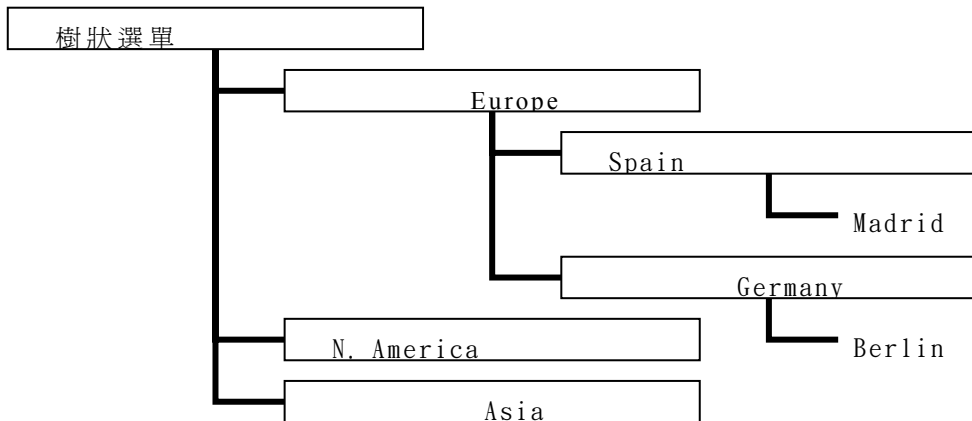 樹狀選單
Europe
Spain
Madrid
Germany
Berlin
N. America
Asia